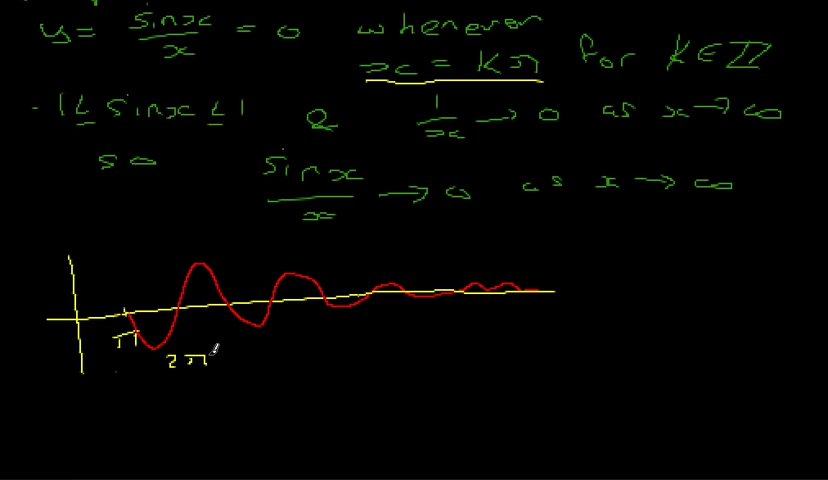 y = sinx/x = 0 whenever
x = Kπ for K∈ℤ
-1 ≤ sinx ≤ 1 & 1/x → 0 as x → ∞
so sinx/x → 0 as x → ∞
π
2π